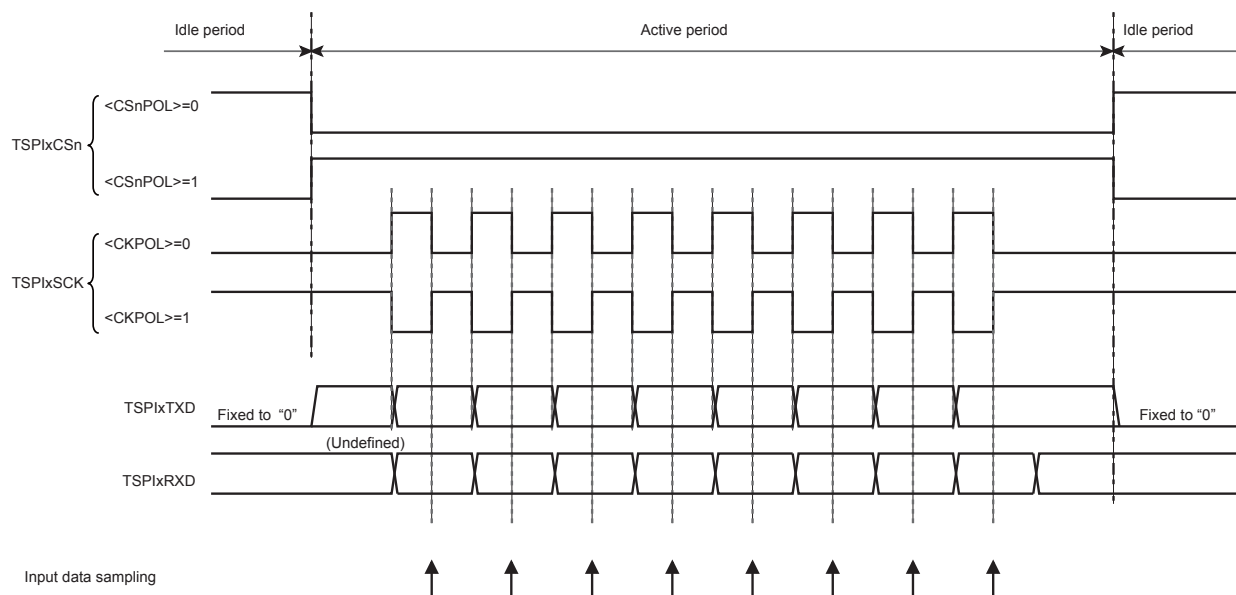 Idle period
Active period
Idle period
<CSnPOL>=0
TSPIxCSn
<CSnPOL>=1
<CKPOL>=0
TSPIxSCK
<CKPOL>=1
TSPIxTXD
Fixed to “0”
Fixed to “0”
(Undefined)
TSPIxRXD
Input data sampling